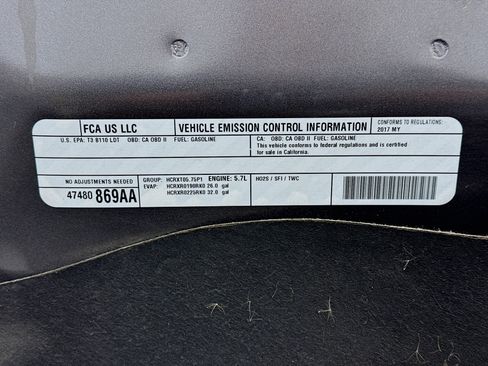 FCA US LLC
VEHICLE EMISSION CONTROL INFORMATION
CONFORMS TO REGULATIONS:
2017 MY
U.S. EPA: T3 B110 LDT OBD: CA OBD II FUEL: GASOLINE
CA: OBD: CA OBD II FUEL: GASOLINE
This vehicle conforms to federal regulations and is certified
for sale in California.
NO ADJUSTMENTS NEEDED
47480 869AA
GROUP: HCRXT05.75P1 ENGINE: 5.7L
EVAP: HCRXR0190RK0 26.0 gal
HCRXR0225RK0 32.0 gal
HO2S / SFI / TWC